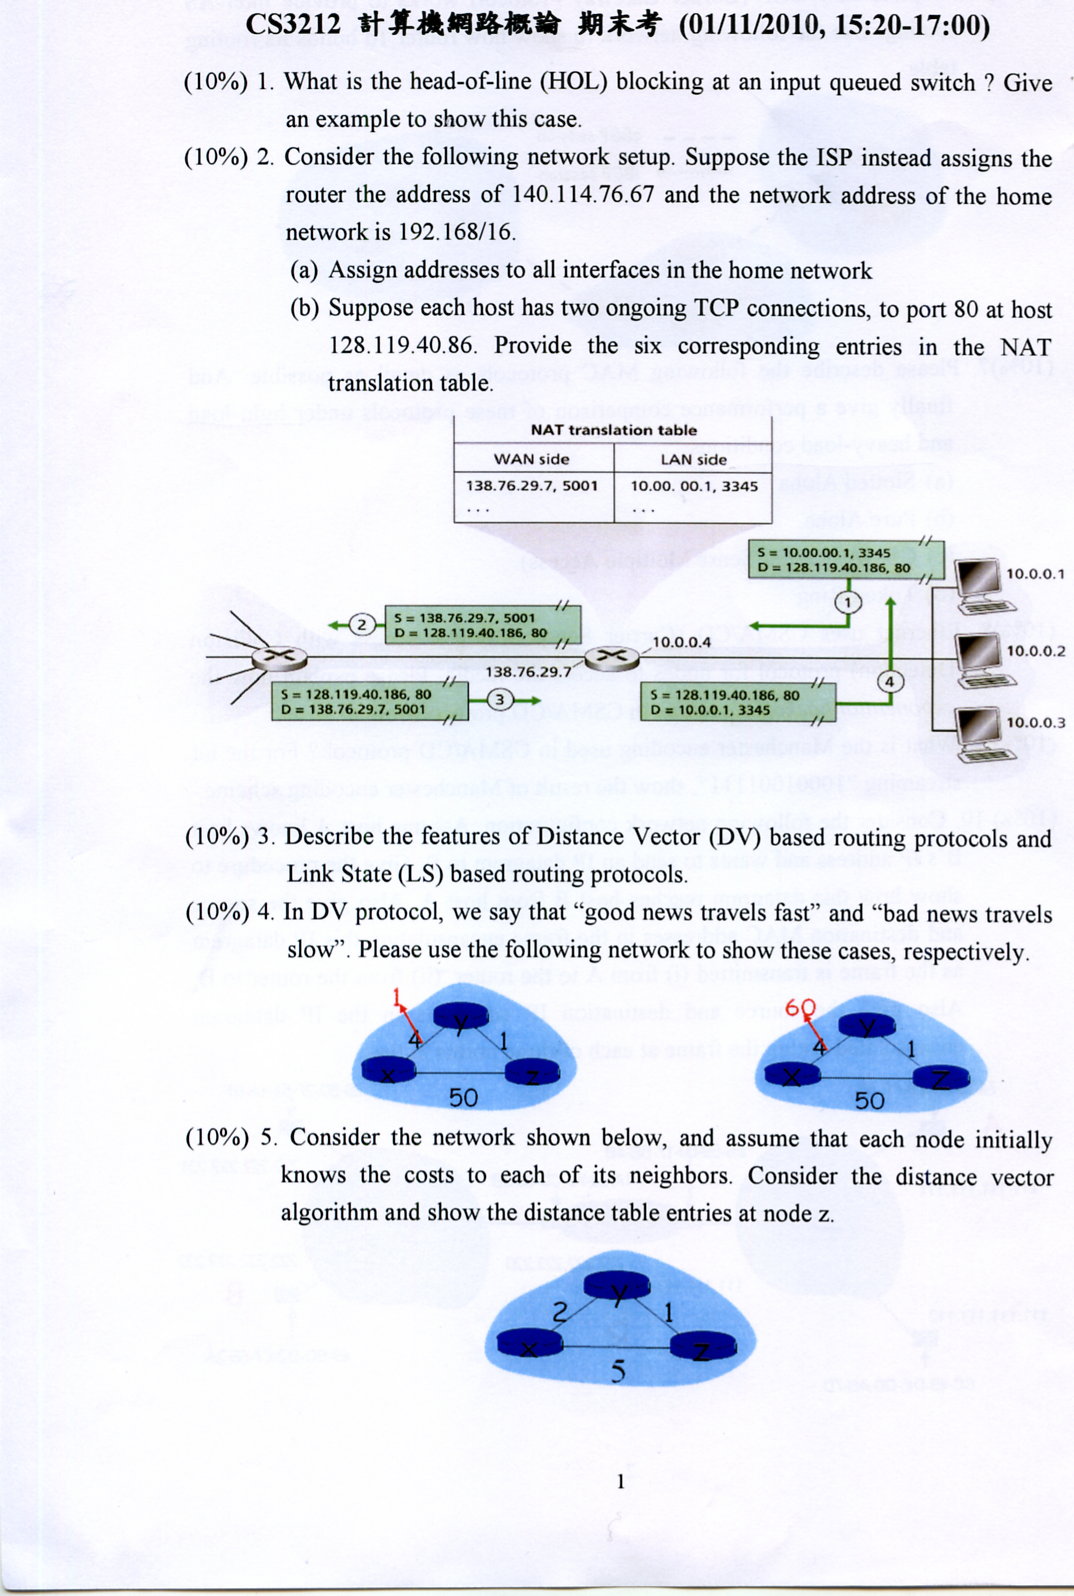 CS3212 計算機網路概論 期末考 (01/11/2010, 15:20-17:00)
(10%) 1. What is the head-of-line (HOL) blocking at an input queued switch ? Give
an example to show this case.
(10%) 2. Consider the following network setup. Suppose the ISP instead assigns the
router the address of 140.114.76.67 and the network address of the home
network is 192.168/16.
(a) Assign addresses to all interfaces in the home network
(b) Suppose each host has two ongoing TCP connections, to port 80 at host
128.119.40.86. Provide the six corresponding entries in the NAT
translation table.
NAT translation table
WAN side LAN side
138.76.29.7, 5001 10.00. 00.1, 3345
... ...
S = 10.00.00.1, 3345
D = 128.119.40.186, 80
1
10.0.0.1
2
S = 138.76.29.7, 5001
D = 128.119.40.186, 80
10.0.0.4
10.0.0.2
138.76.29.7
S = 128.119.40.186, 80
D = 138.76.29.7, 5001
3
S = 128.119.40.186, 80
D = 10.0.0.1, 3345
4
10.0.0.3
(10%) 3. Describe the features of Distance Vector (DV) based routing protocols and
Link State (LS) based routing protocols.
(10%) 4. In DV protocol, we say that “good news travels fast” and “bad news travels
slow”. Please use the following network to show these cases, respectively.
1
y
4
1
x
z
50
60
y
4
1
x
z
50
(10%) 5. Consider the network shown below, and assume that each node initially
knows the costs to each of its neighbors. Consider the distance vector
algorithm and show the distance table entries at node z.
y
2
1
x
z
5
1